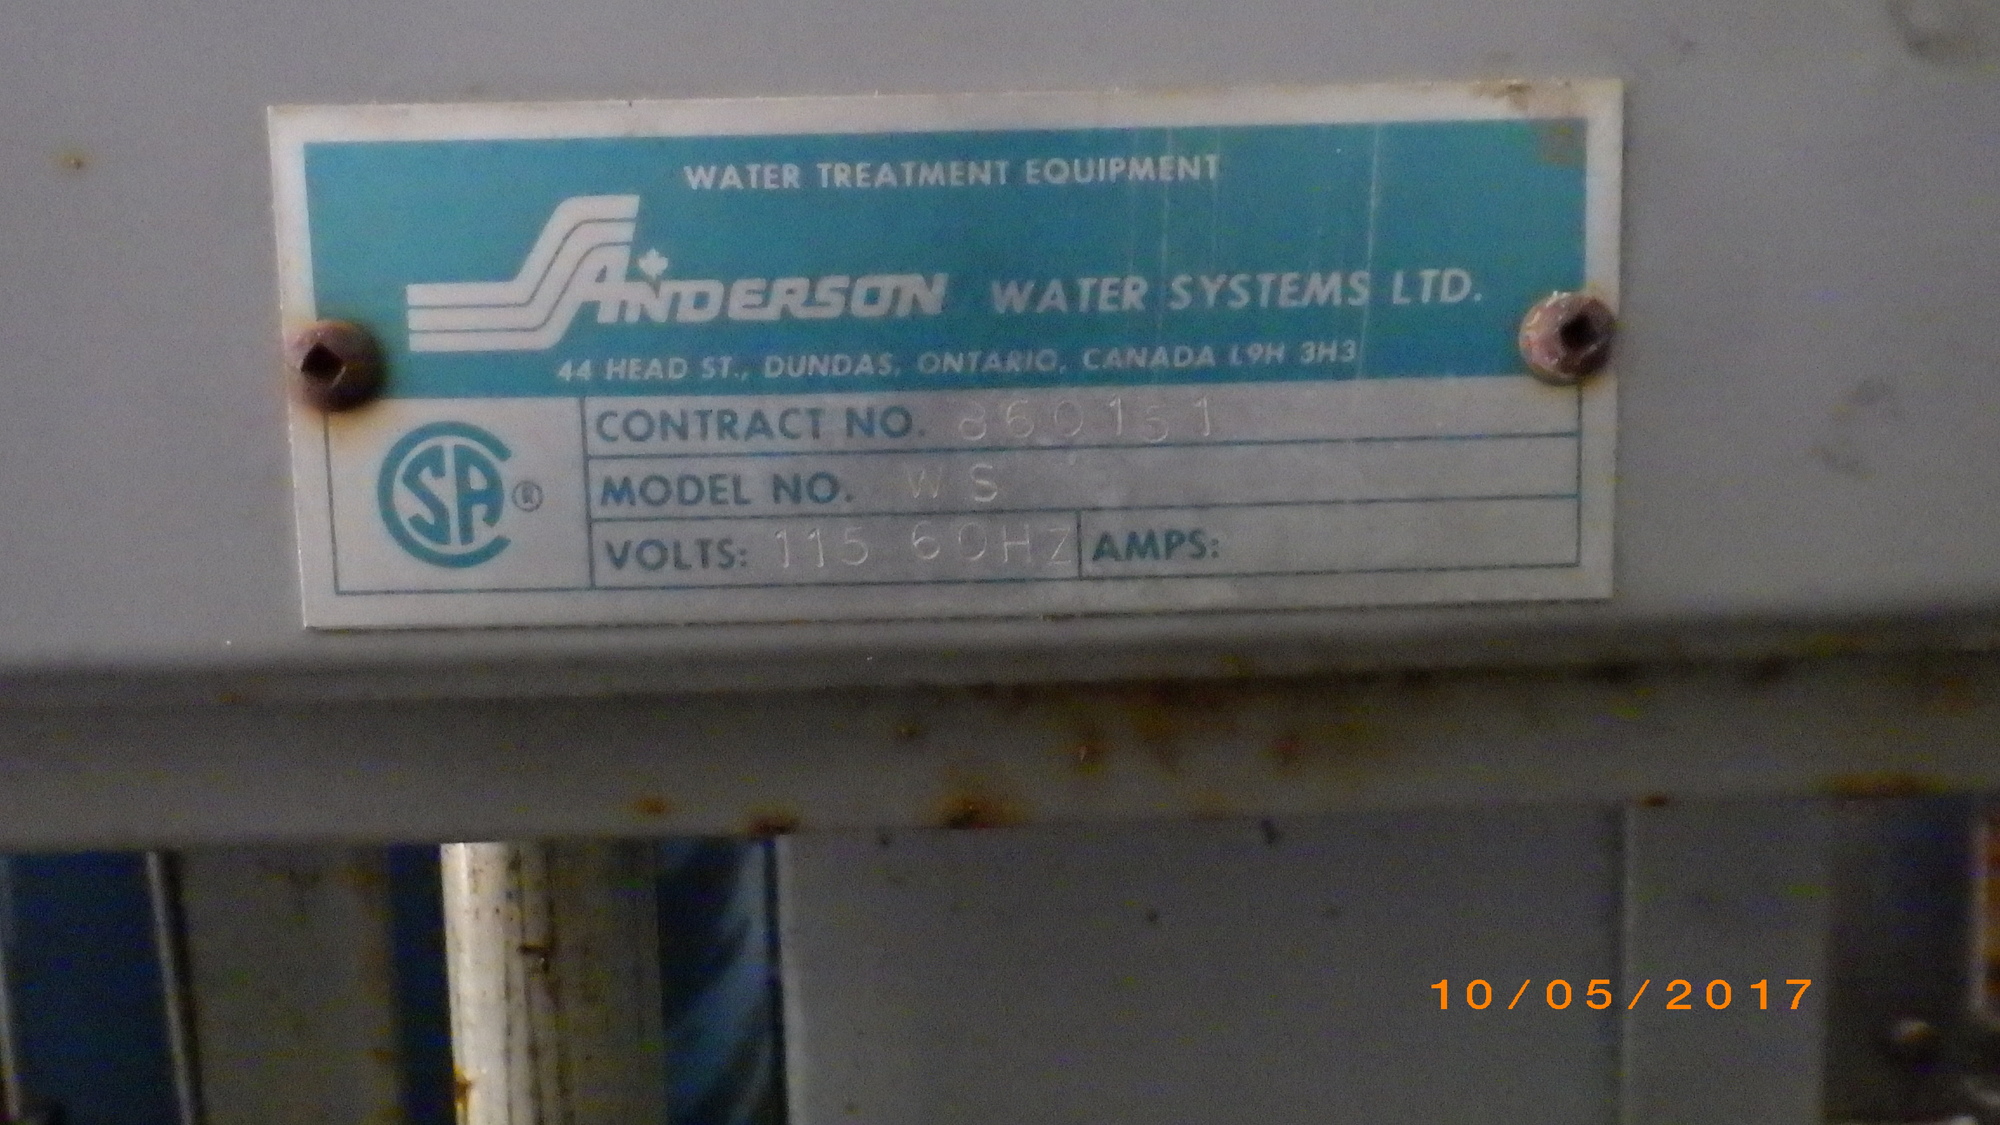 WATER TREATMENT EQUIPMENT
ANDERSON WATER SYSTEMS LTD.
44 HEAD ST., DUNDAS, ONTARIO, CANADA L9H 3H3
CONTRACT NO. 860151
SA ®
MODEL NO. WS
VOLTS: 115 60HZ AMPS:
10/05/2017